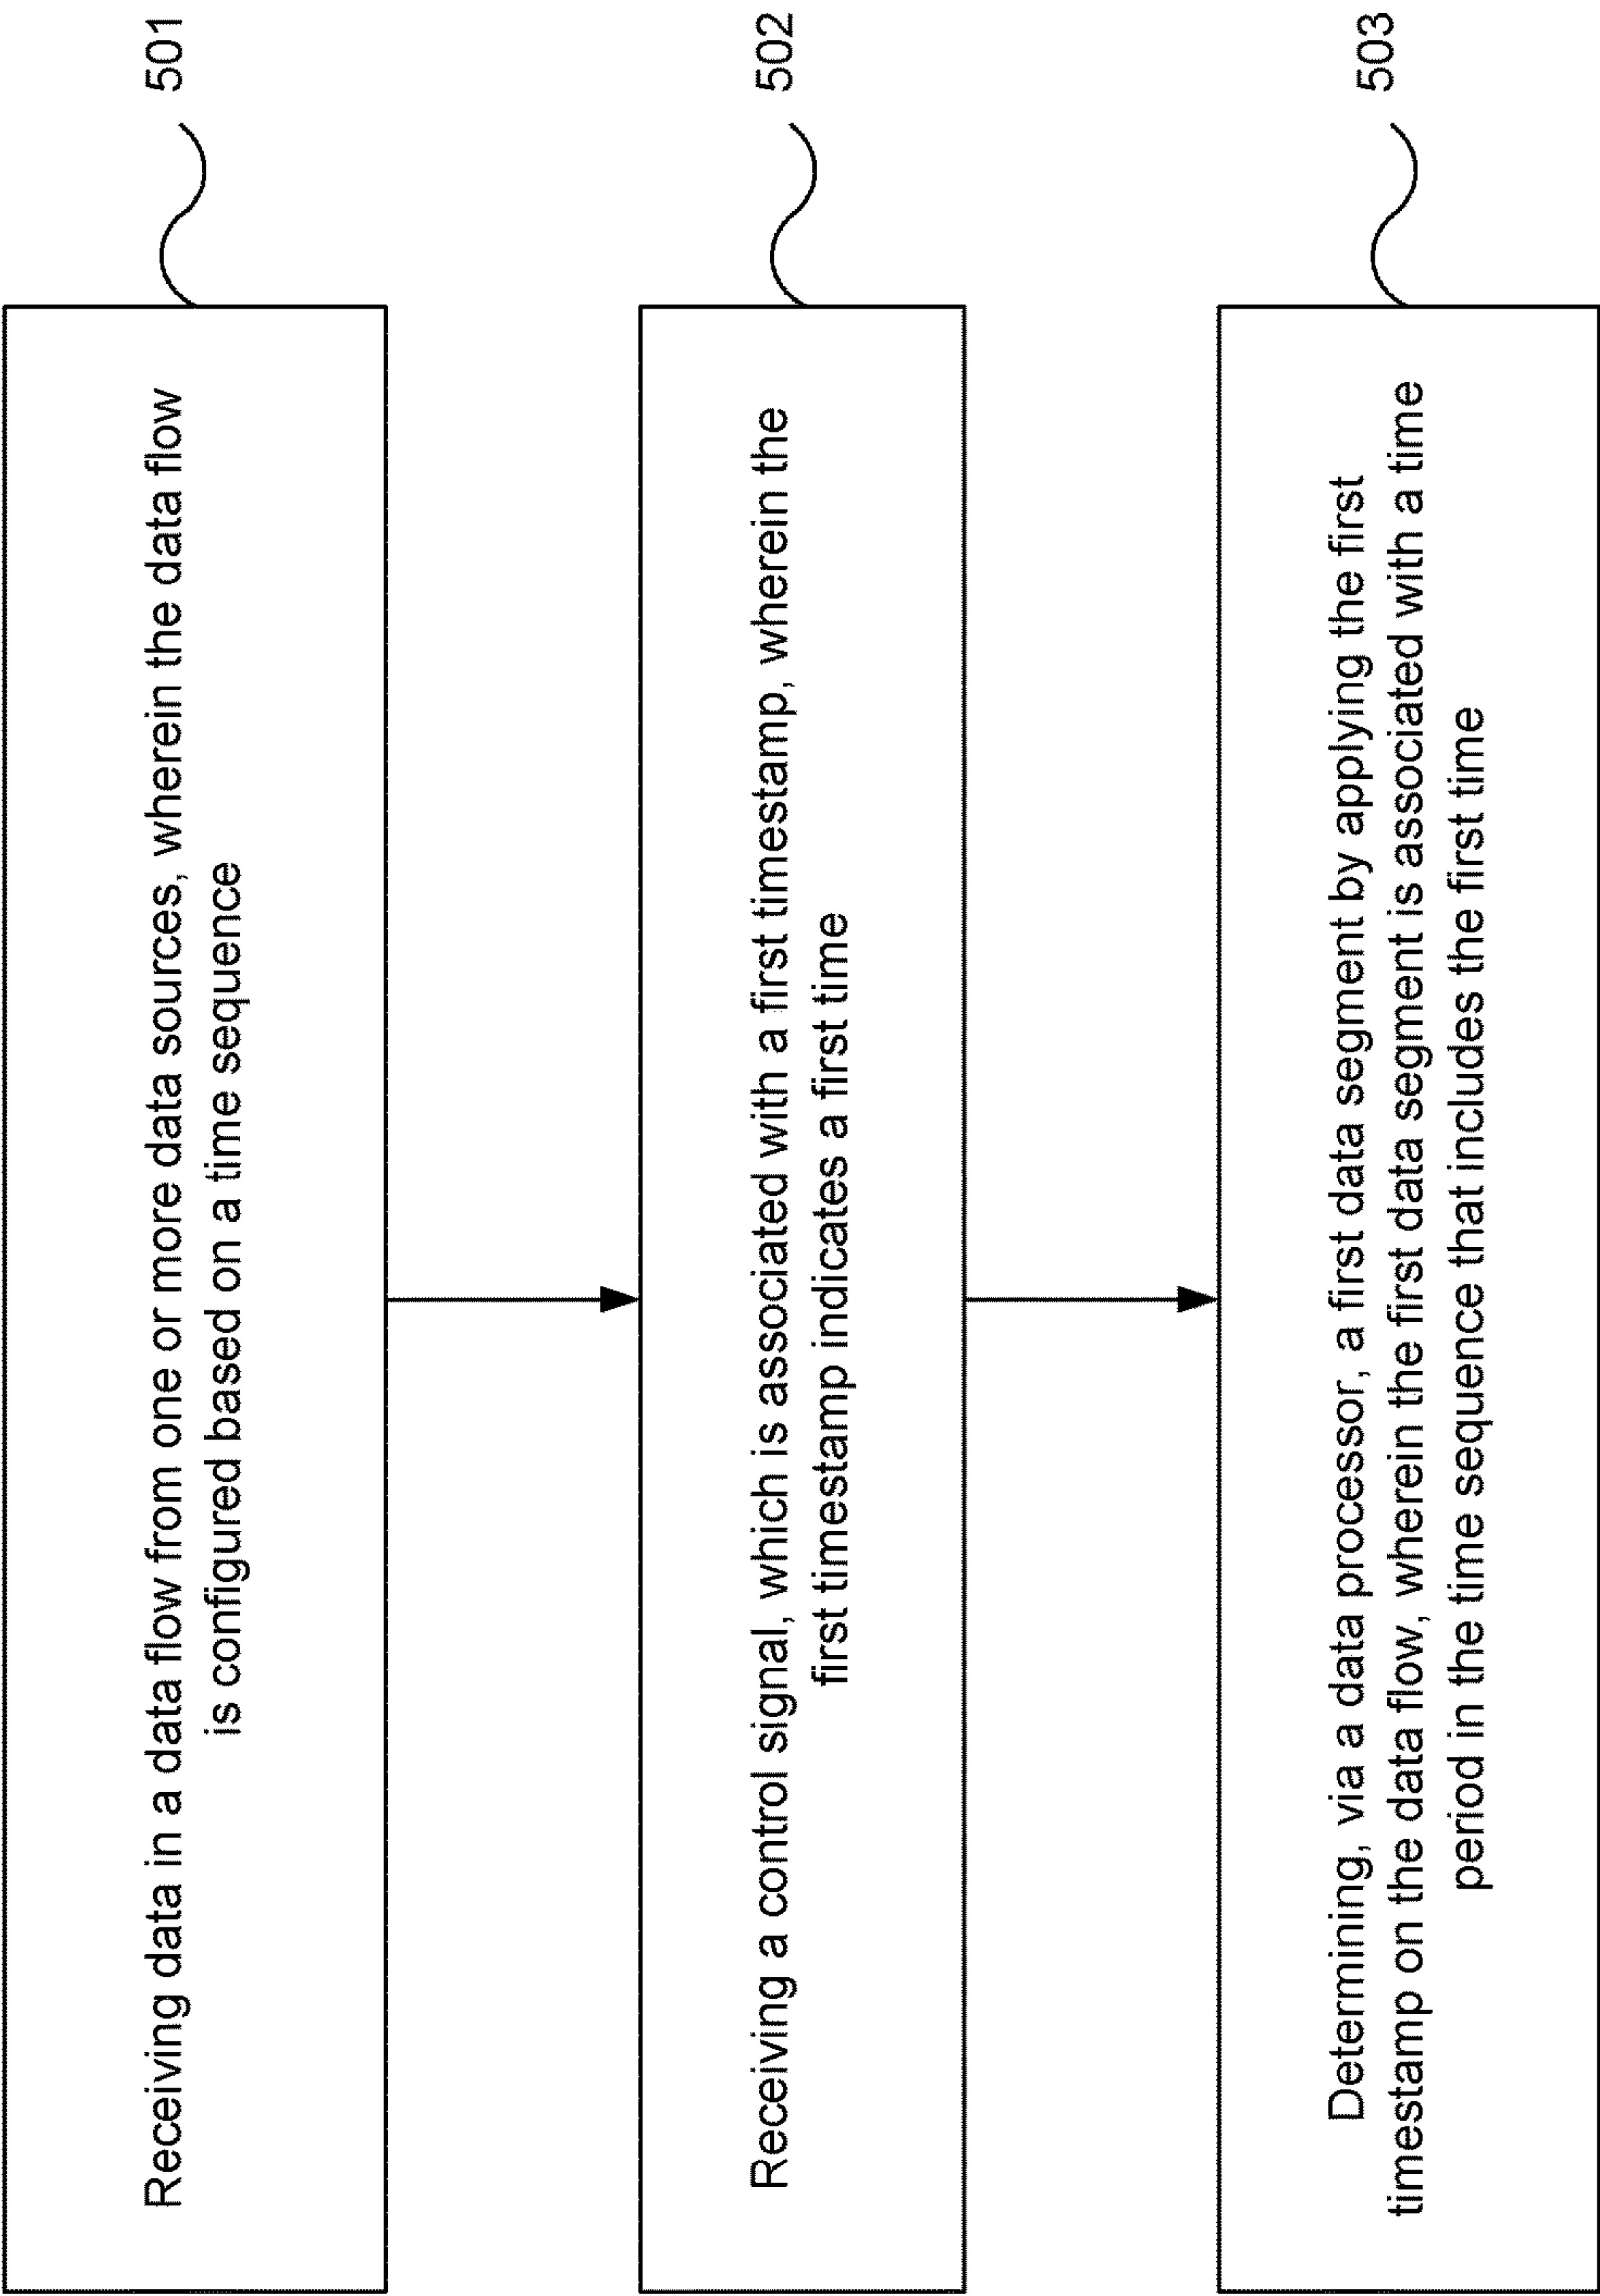 Receiving data in a data flow from one or more data sources, wherein the data flow
is configured based on a time sequence
501
Receiving a control signal, which is associated with a first timestamp, wherein the
first timestamp indicates a first time
502
Determining, via a data processor, a first data segment by applying the first
timestamp on the data flow, wherein the first data segment is associated with a time
period in the time sequence that includes the first time
503